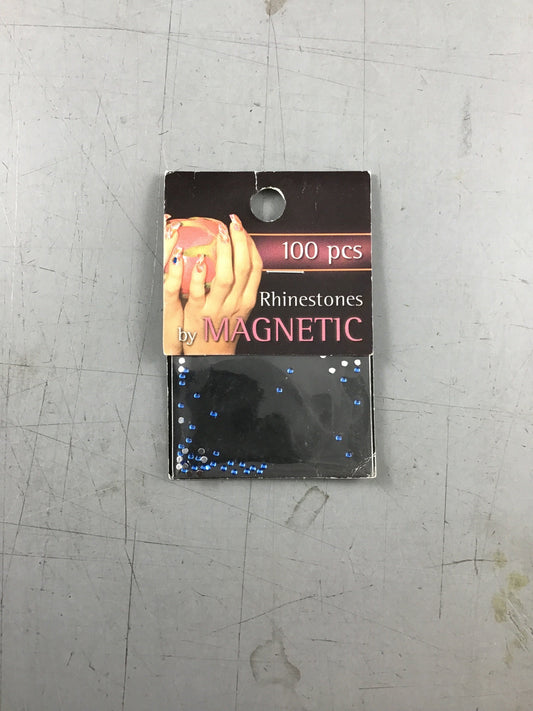 100 pcs
Rhinestones
by MAGNETIC